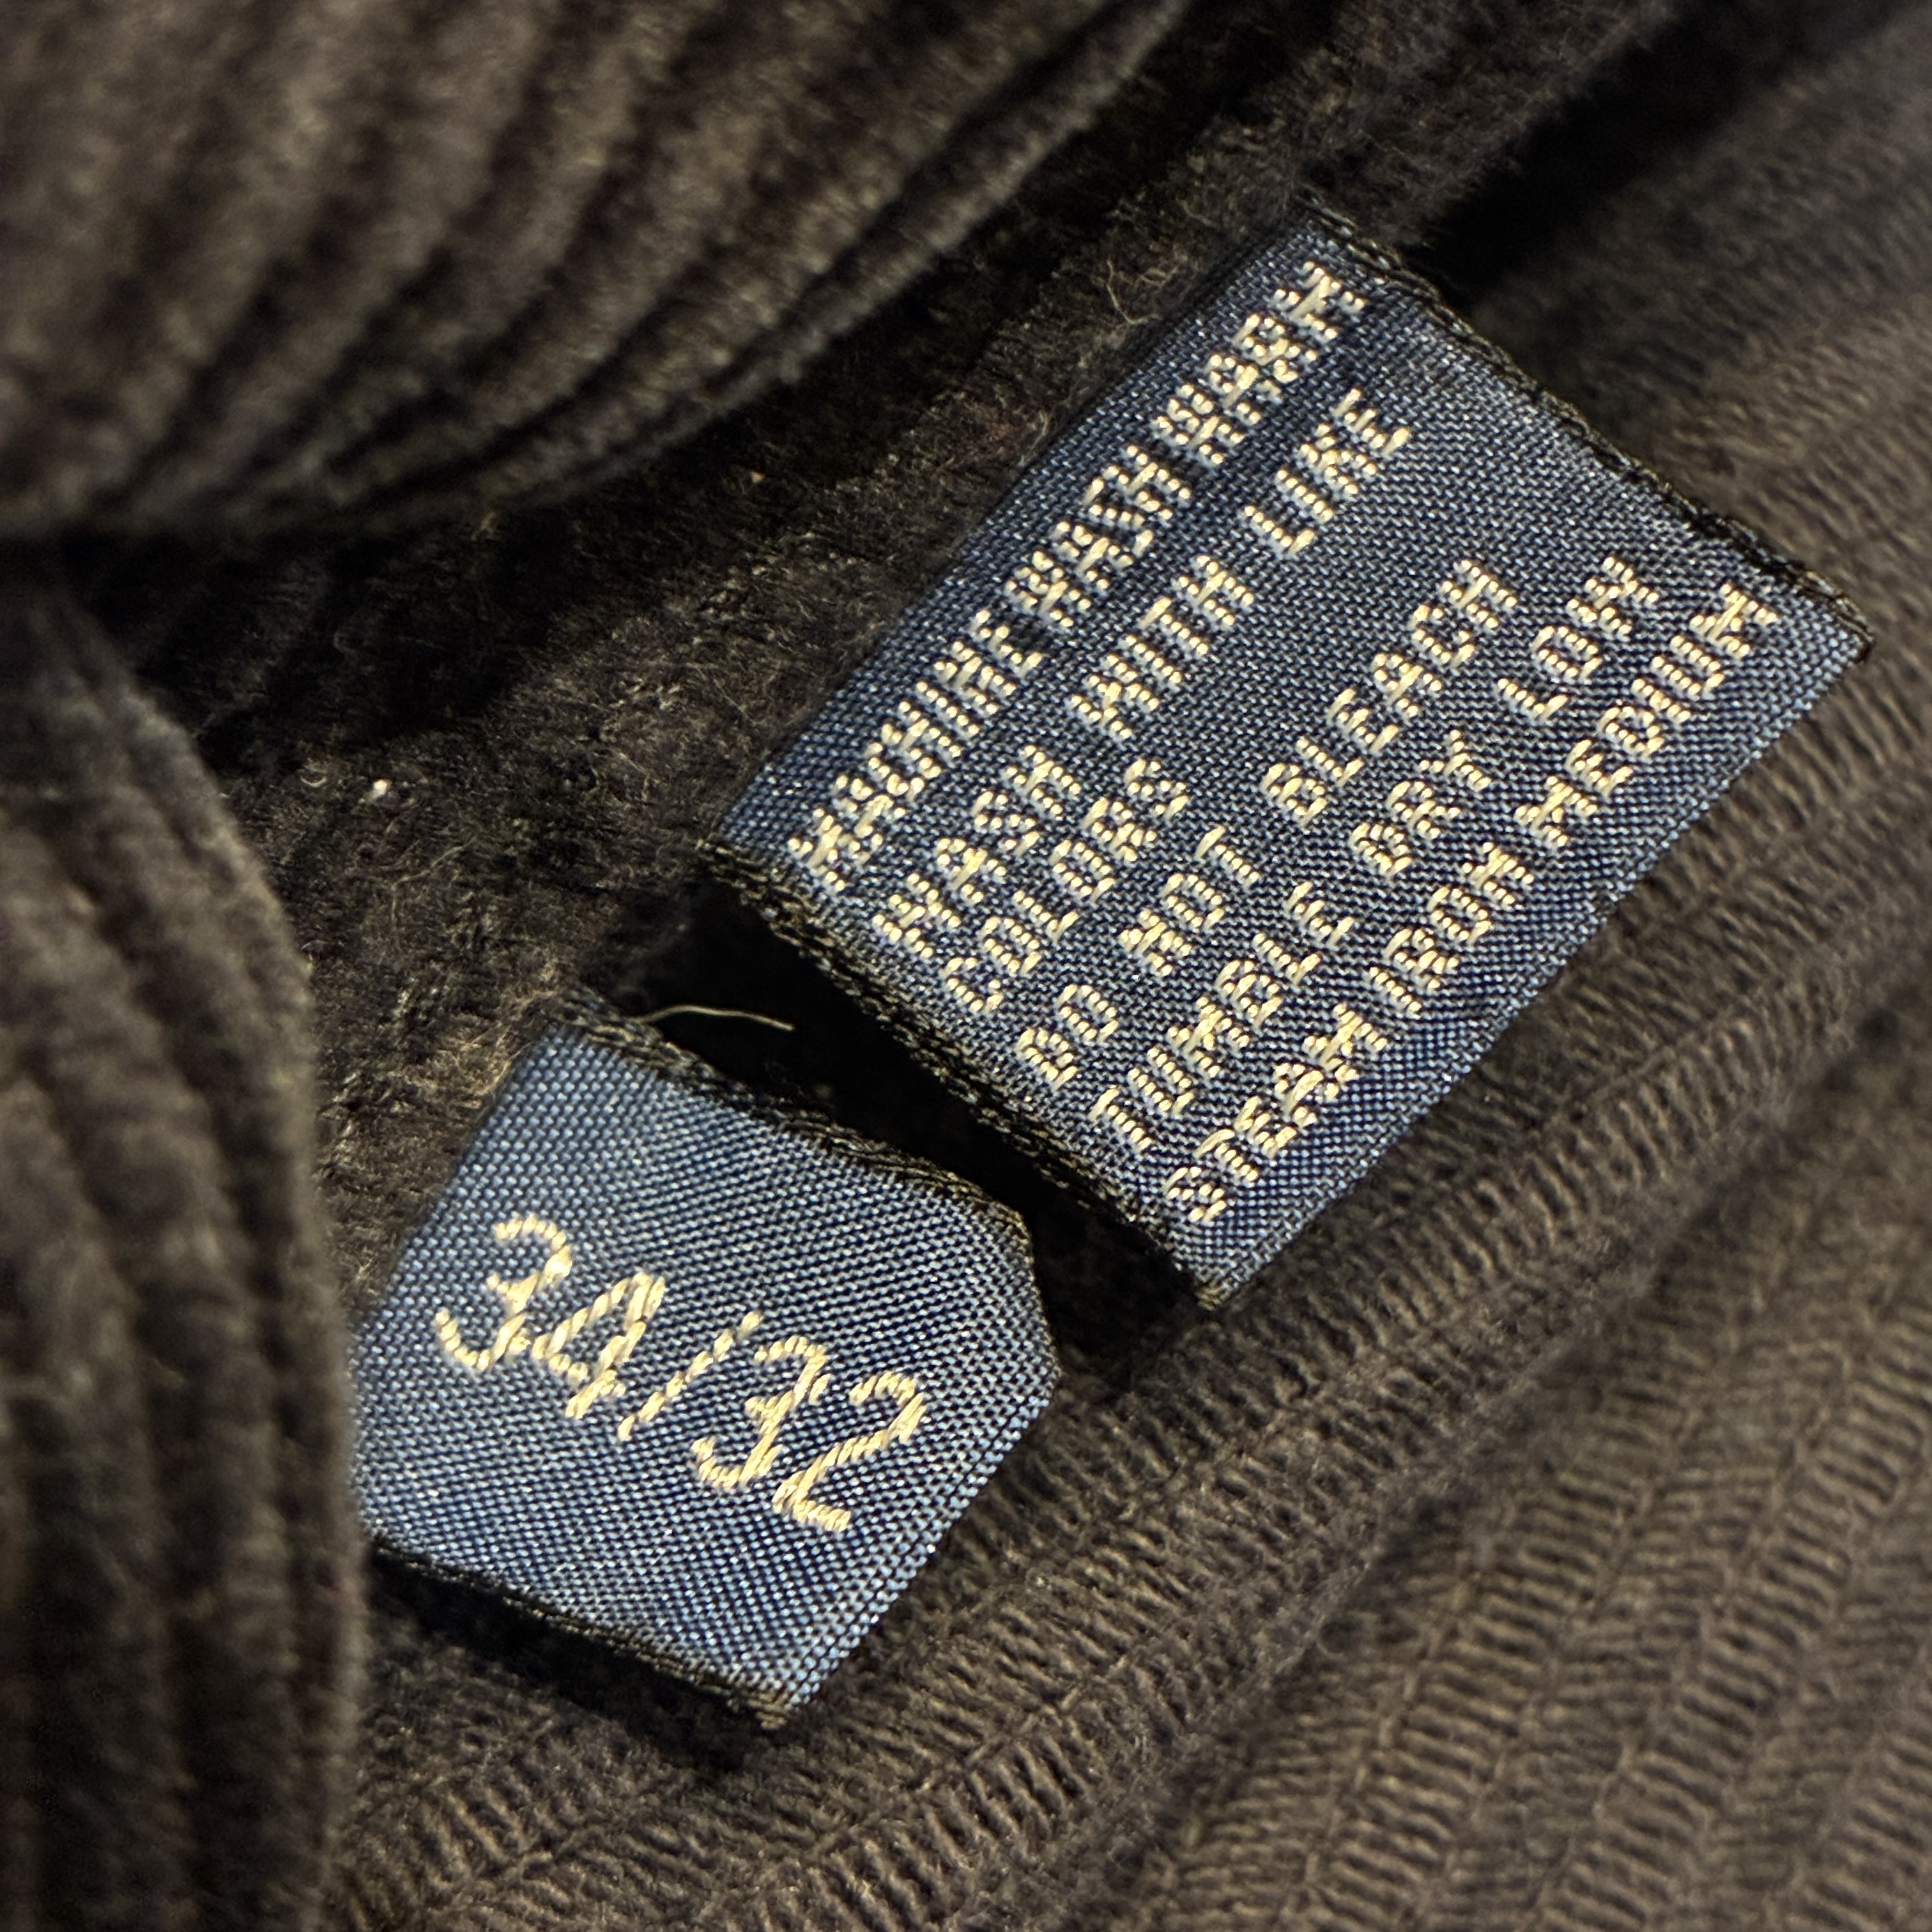 MACHINE WASH WARM
WASH WITH LIKE
COLORS
DO NOT BLEACH
TUMBLE DRY LOW
STEAM IRON MEDIUM
34/32